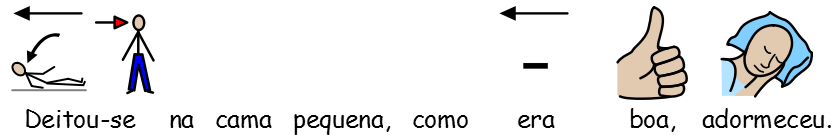 Deitou-se na cama pequena, como era boa, adormeceu.